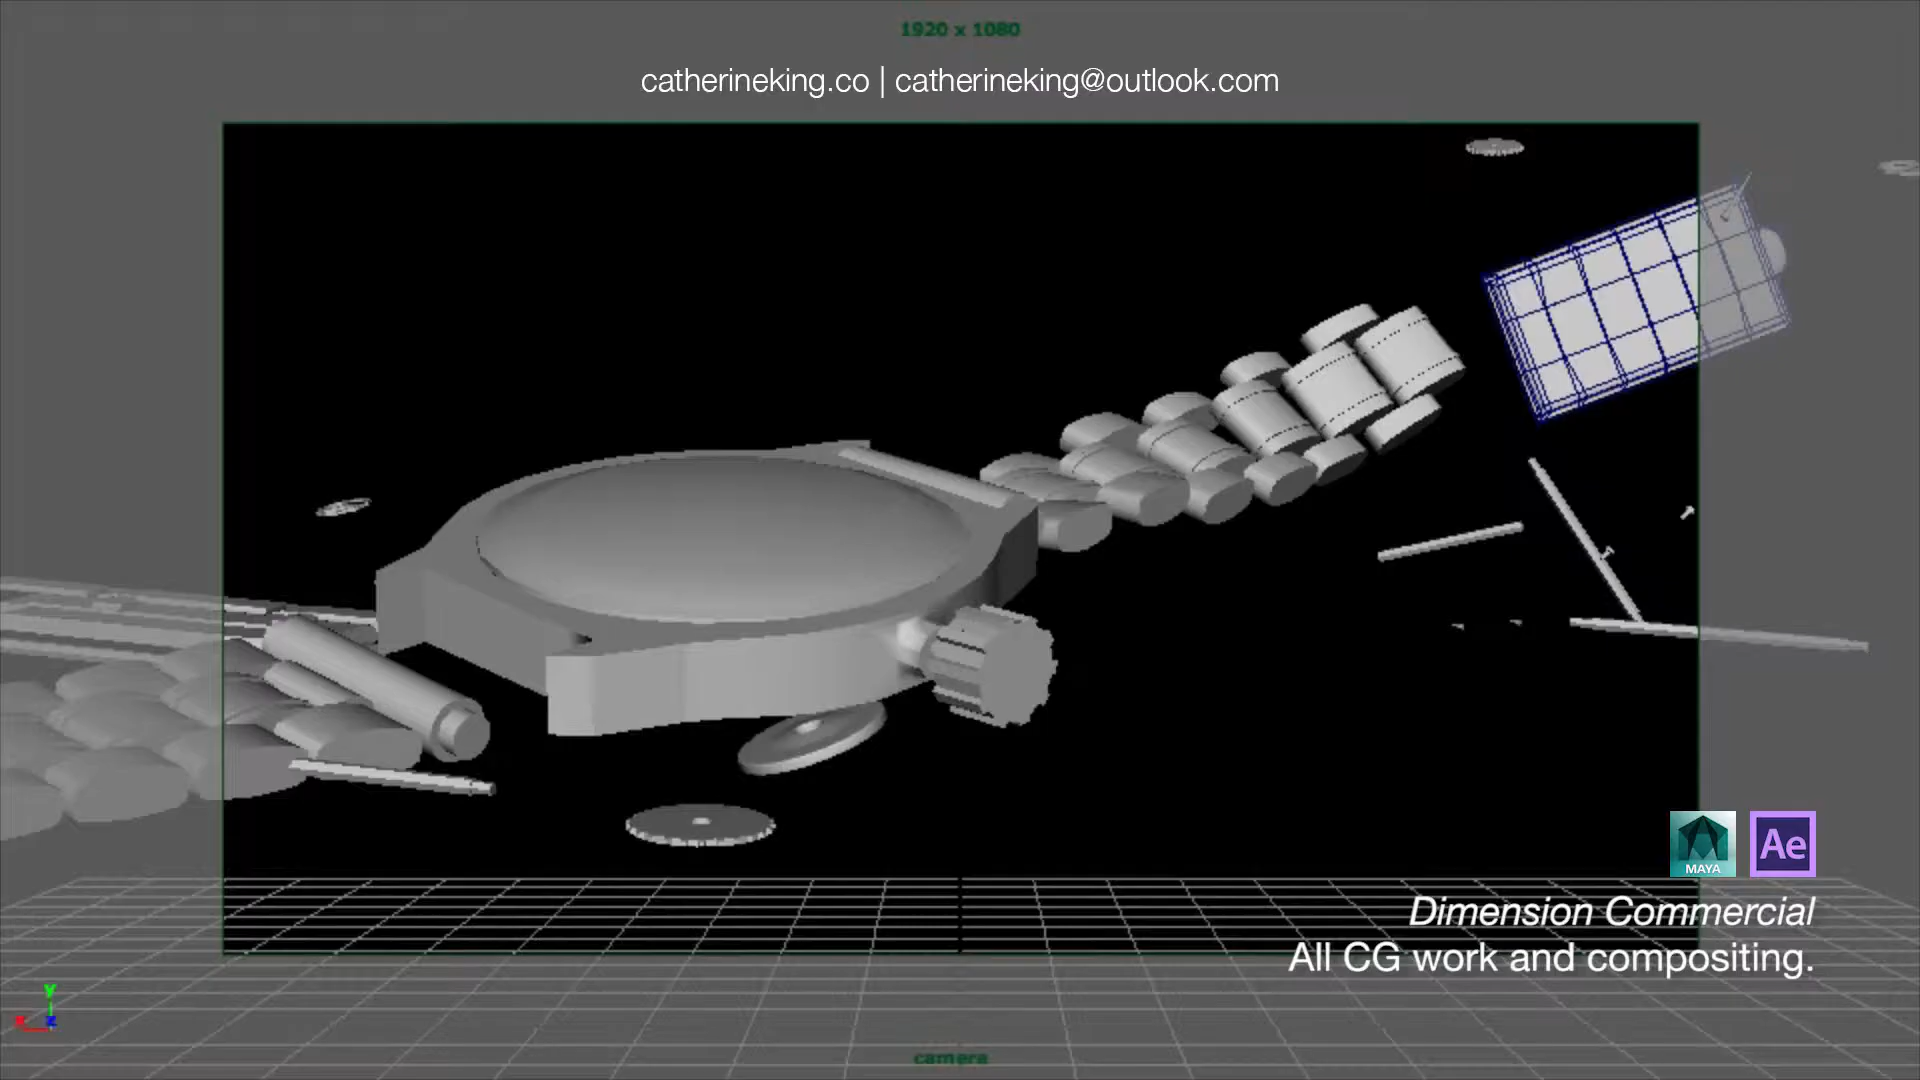 1920 x 1080
catherineking.co | catherineking@outlook.com
MAYA
Ae
Dimension Commercial
All CG work and compositing.
Y
X
Z
camera